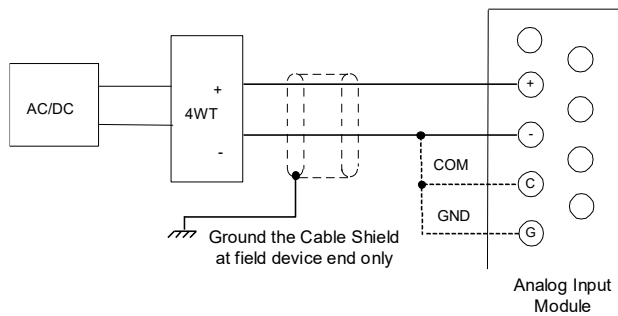 AC/DC
4WT
+
-
+
-
COM
C
GND
G
Ground the Cable Shield
at field device end only
Analog Input
Module